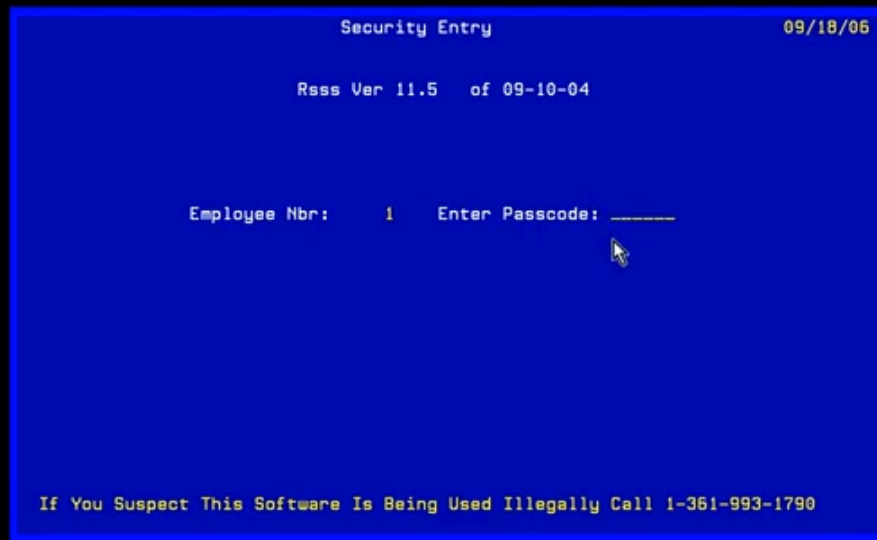 Security Entry 09/18/06
Rsss Ver 11.5 of 09-10-04
Employee Nbr: 1 Enter Passcode: ______
If You Suspect This Software Is Being Used Illegally Call 1-361-993-1790